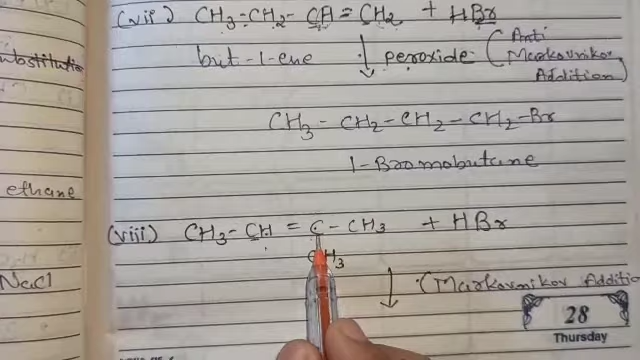 (vii) CH3-CH2-CH=CH2 + HBr
but-1-ene ↓ peroxide (Anti Markovnikov Addition)
CH3-CH2-CH2-CH2-Br
1-Bromobutane
ethane
(viii) CH3-CH=C-CH3 + HBr
CH3
NaCl
↓ (Markovnikov Additio
28
Thursday